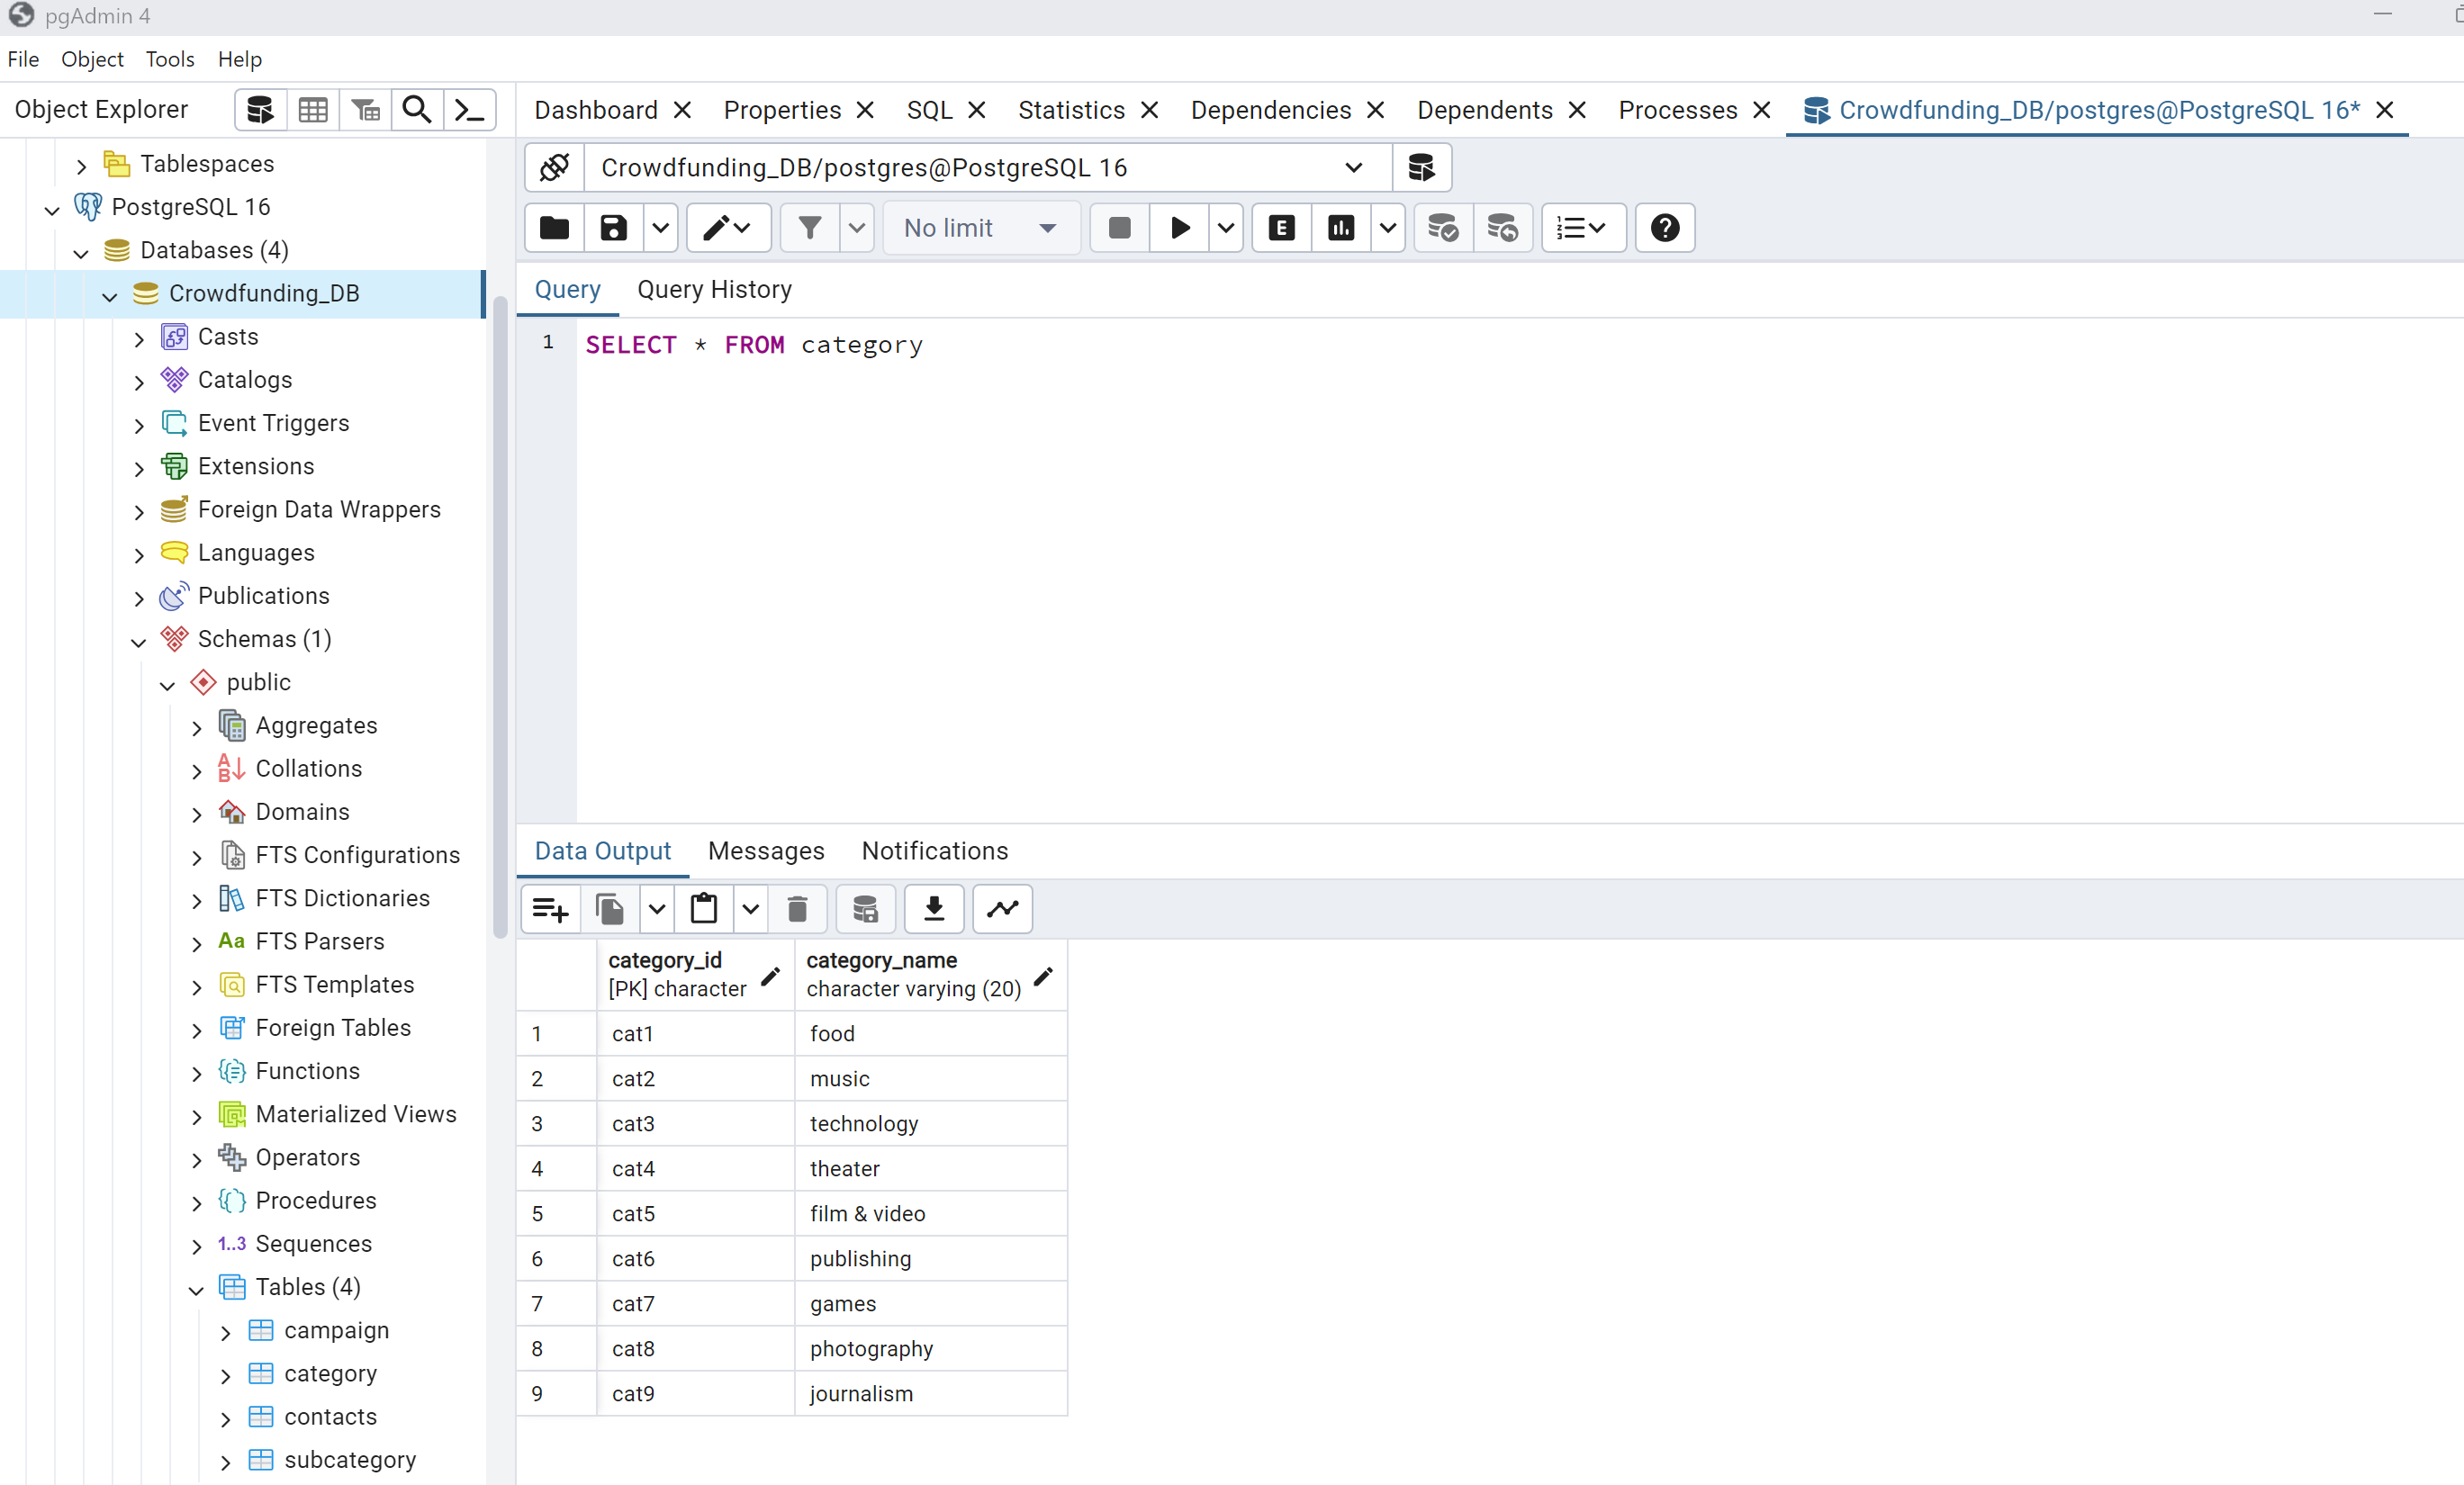 pgAdmin 4
File Object Tools Help
Object Explorer
Tablespaces
PostgreSQL 16
Databases (4)
Crowdfunding_DB
Casts
Catalogs
Event Triggers
Extensions
Foreign Data Wrappers
Languages
Publications
Schemas (1)
public
Aggregates
Collations
Domains
FTS Configurations
FTS Dictionaries
Aa FTS Parsers
FTS Templates
Foreign Tables
Functions
Materialized Views
Operators
Procedures
1..3 Sequences
Tables (4)
campaign
category
contacts
subcategory
Dashboard Properties SQL Statistics Dependencies Dependents Processes Crowdfunding_DB/postgres@PostgreSQL 16*
Crowdfunding_DB/postgres@PostgreSQL 16
No limit
E
Query Query History
1 SELECT * FROM category
Data Output Messages Notifications
category_id category_name
[PK] character character varying (20)
1 cat1 food
2 cat2 music
3 cat3 technology
4 cat4 theater
5 cat5 film & video
6 cat6 publishing
7 cat7 games
8 cat8 photography
9 cat9 journalism